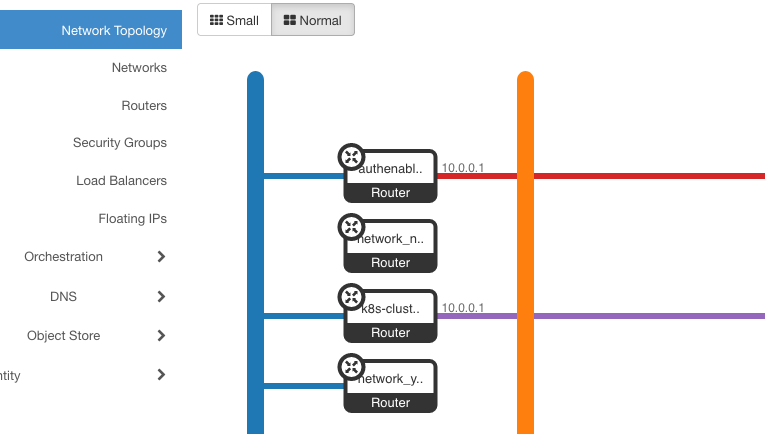 Network Topology
Networks
Routers
Security Groups
Load Balancers
Floating IPs
Orchestration
DNS
Object Store
ntity
Small
Normal
authenabl..
Router
10.0.0.1
network_n..
Router
k8s-clust..
Router
10.0.0.1
network_y..
Router